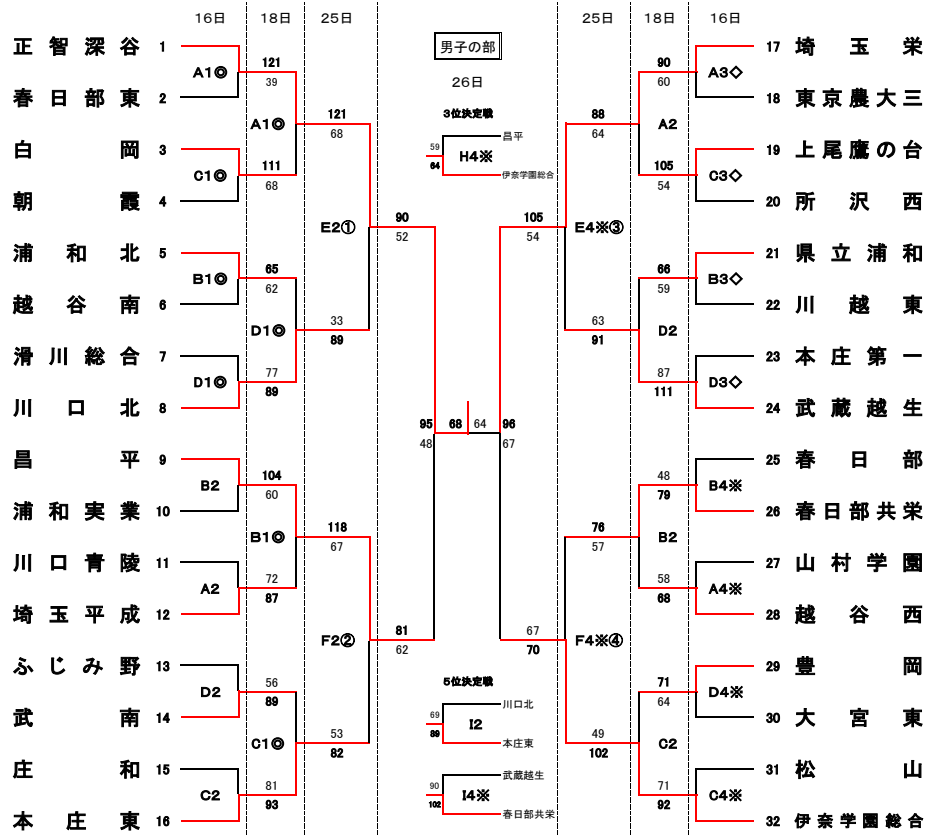 16日 18日 25日 25日 18日 16日
男子の部
26日
正智深谷 1
春日部東 2
白岡 3
朝霞 4
浦和北 5
越谷南 6
滑川総合 7
川口北 8
昌平 9
浦和実業 10
川口青陵 11
埼玉平成 12
ふじみ野 13
武南 14
庄和 15
本庄東 16
A1◎
C1◎
B1◎
D1◎
B2
A2
D2
C2
121
39
A1◎
111
68
65
62
D1◎
77
89
104
60
B1◎
72
87
56
89
C1◎
81
93
121
68
E2①
33
89
118
67
F2②
53
82
90
52
95
48
81
62
3位決定戦
昌平
59
64
H4※
伊奈学園総合
68 64
5位決定戦
川口北
69
89
I2
本庄東
武蔵越生
90
102
I4※
春日部共栄
105
54
96
67
67
70
88
64
E4※③
63
91
76
57
F4※④
49
102
90
60
A2
105
54
66
59
D2
87
111
48
79
B2
58
68
71
64
C2
71
92
A3◇
C3◇
B3◇
D3◇
B4※
A4※
D4※
C4※
17 埼玉栄
18 東京農大三
19 上尾鷹の台
20 所沢西
21 県立浦和
22 川越東
23 本庄第一
24 武蔵越生
25 春日部
26 春日部共栄
27 山村学園
28 越谷西
29 豊岡
30 大宮東
31 松山
32 伊奈学園総合